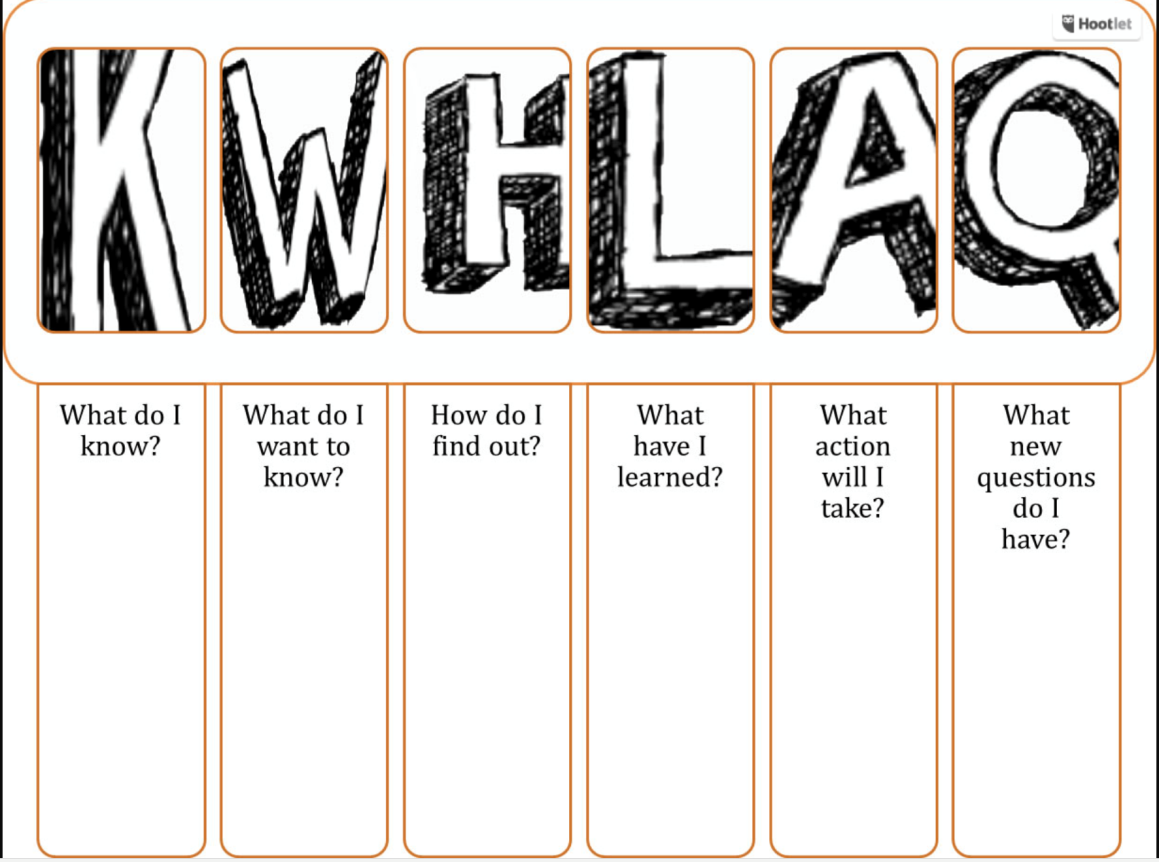 Hootlet
K W H L A Q
What do I
know?
What do I
want to
know?
How do I
find out?
What
have I
learned?
What
action
will I
take?
What
new
questions
do I
have?